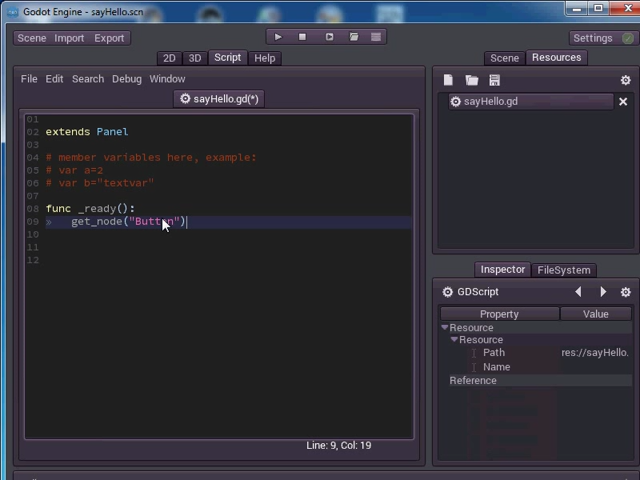 Godot Engine - sayHello.scn
Scene Import Export Settings
2D 3D Script Help Scene Resources
File Edit Search Debug Window
sayHello.gd(*)
sayHello.gd
01
02 extends Panel
03
04 # member variables here, example:
05 # var a=2
06 # var b="textvar"
07
08 func _ready():
09 get_node("Button")
10
11
12
Line: 9, Col: 19
Inspector FileSystem
GDScript
Property Value
Resource
Resource
Path res://sayHello.
Name
Reference